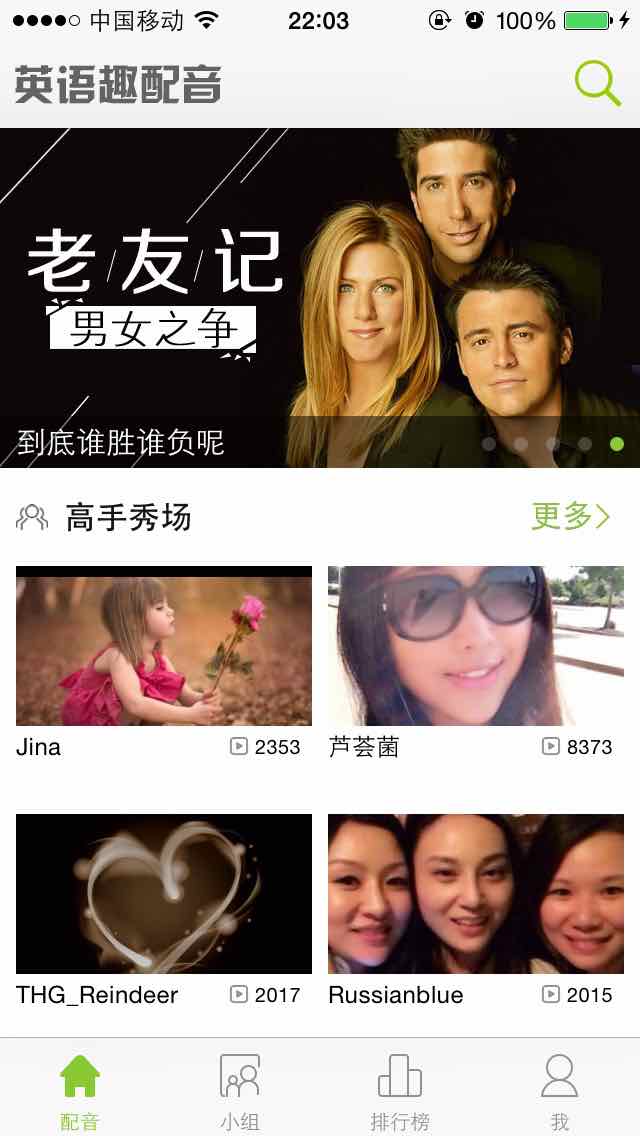 中国移动 22:03 100%
英语趣配音
老/友/记
男女之争
到底谁胜谁负呢
高手秀场 更多
Jina 2353
芦荟菌 8373
THG_Reindeer 2017
Russianblue 2015
配音 小组 排行榜 我